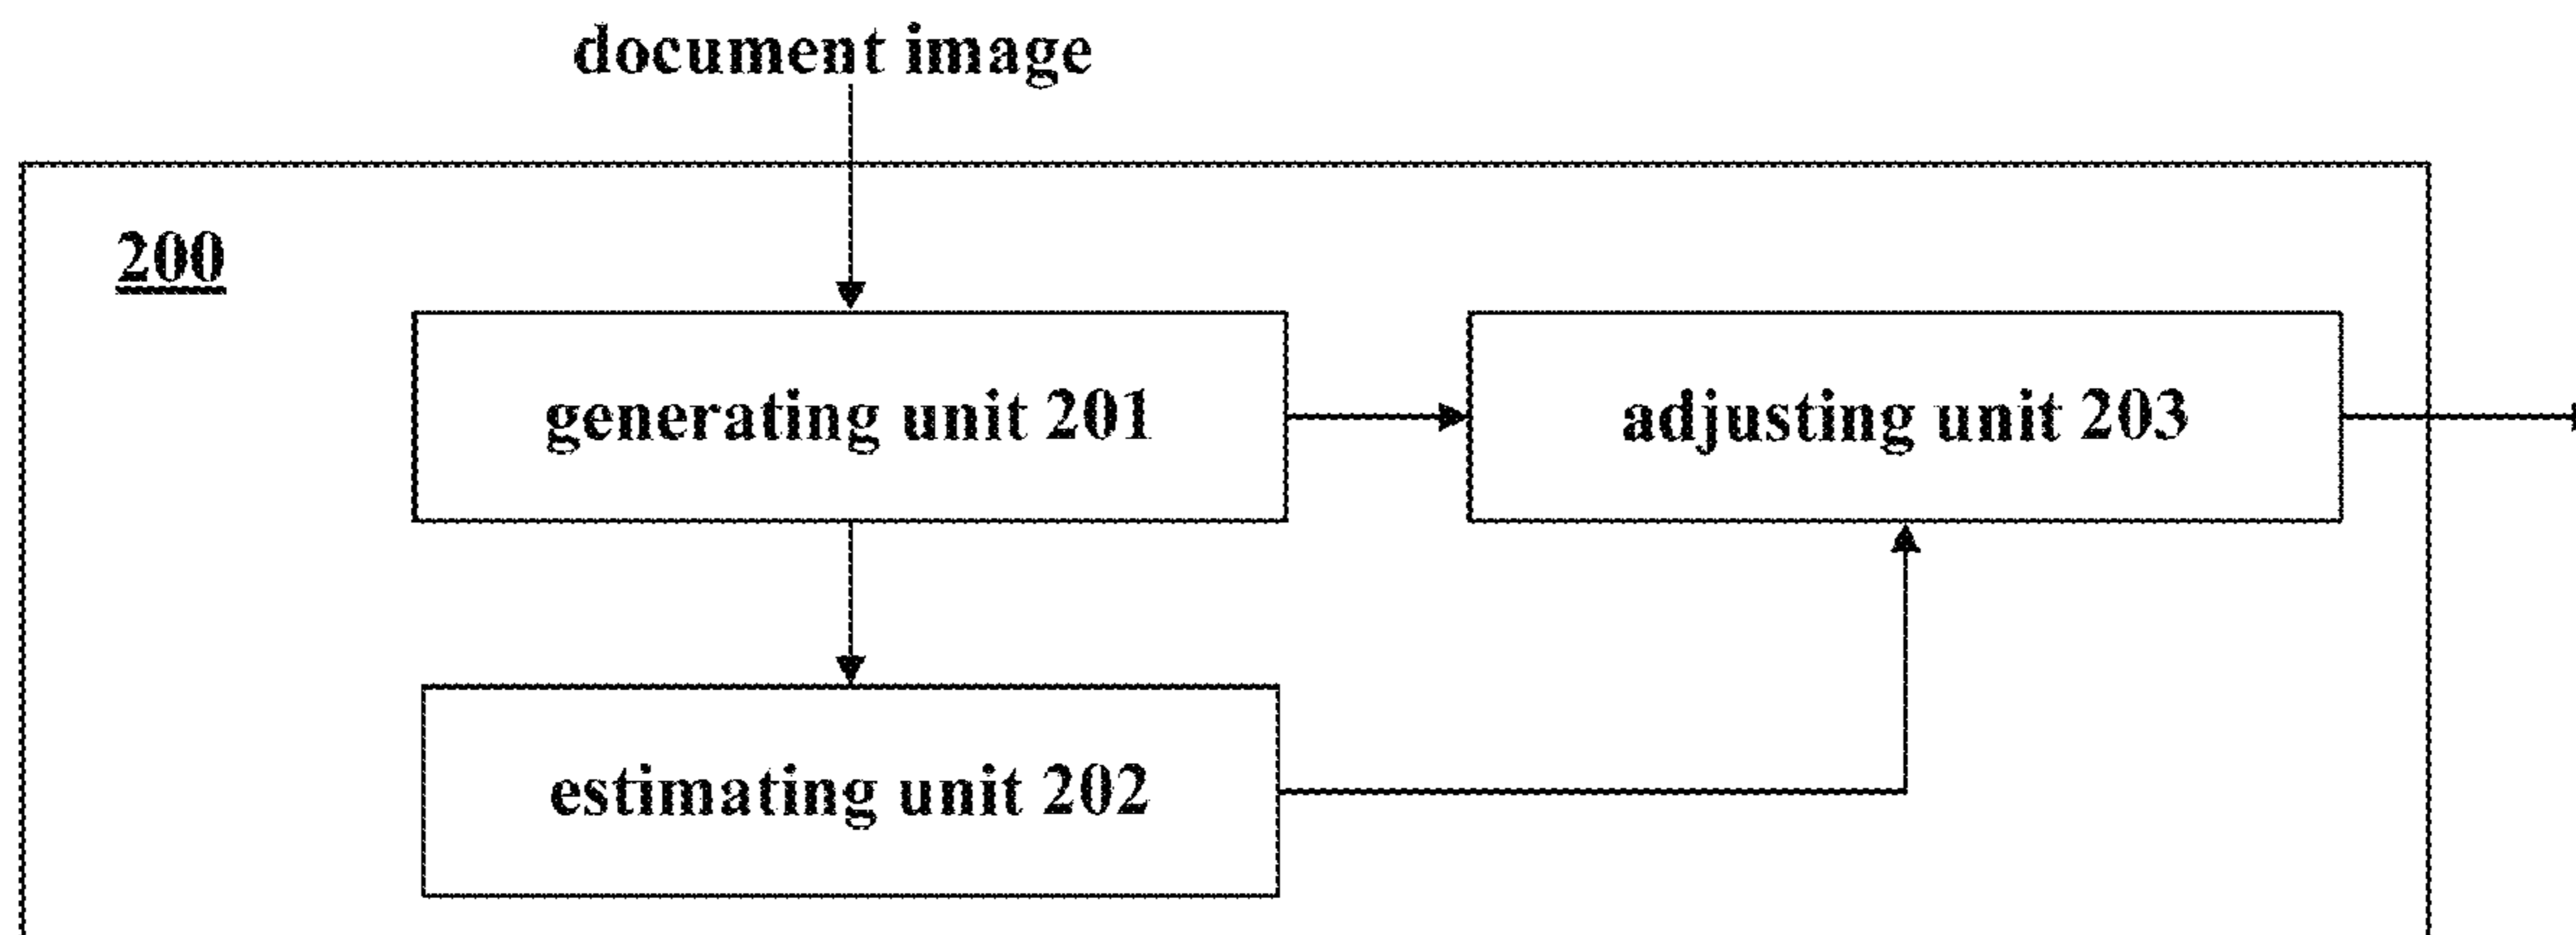 document image
200
generating unit 201
adjusting unit 203
estimating unit 202